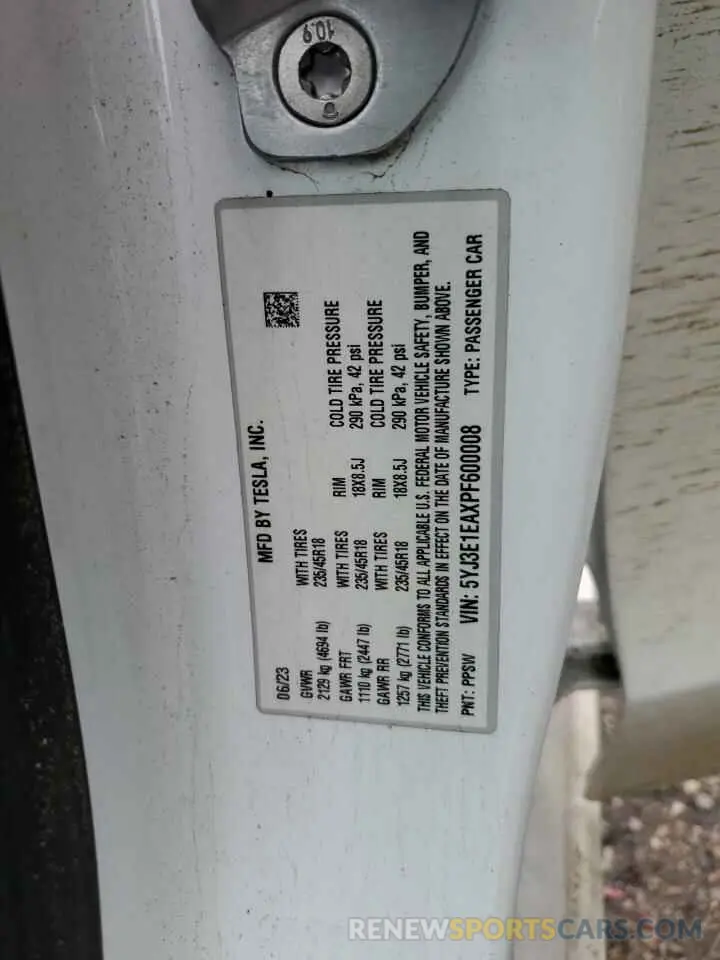 10.9
MFD BY TESLA, INC.
06/23
GVWR WITH TIRES RIM COLD TIRE PRESSURE
2129 kg (4694 lb) 235/45R18 18X8.5J 290 kPa, 42 psi
GAWR FRT WITH TIRES RIM COLD TIRE PRESSURE
1110 kg (2447 lb) 235/45R18 18X8.5J 290 kPa, 42 psi
GAWR RR WITH TIRES
1257 kg (2771 lb) 235/45R18
THIS VEHICLE CONFORMS TO ALL APPLICABLE U.S. FEDERAL MOTOR VEHICLE SAFETY, BUMPER, AND
THEFT PREVENTION STANDARDS IN EFFECT ON THE DATE OF MANUFACTURE SHOWN ABOVE.
PNT: PPSW VIN: 5YJ3E1EAXPF600008 TYPE: PASSENGER CAR
RENEWSPORTSCARS.COM